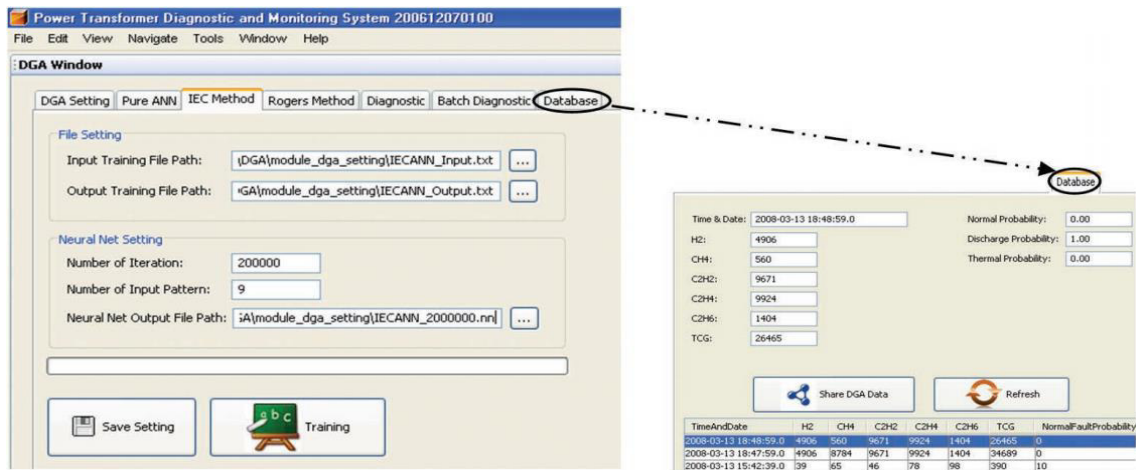 Power Transformer Diagnostic and Monitoring System 200612070100
File Edit View Navigate Tools Window Help
DGA Window
DGA Setting Pure ANN IEC Method Rogers Method Diagnostic Batch Diagnostic Database
File Setting
Input Training File Path: \DGA\module_dga_setting\IECANN_Input.txt ...
Output Training File Path: GA\module_dga_setting\IECANN_Output.txt ...
Neural Net Setting
Number of Iteration: 200000
Number of Input Pattern: 9
Neural Net Output File Path: GA\module_dga_setting\IECANN_2000000.nn ...
Save Setting
abc
Training
Database
Time & Date: 2008-03-13 18:48:59.0 Normal Probability: 0.00
H2: 4906 Discharge Probability: 1.00
CH4: 560 Thermal Probability: 0.00
C2H2: 9671
C2H4: 9924
C2H6: 1404
TCG: 26465
Share DGA Data Refresh
TimeAndDate H2 CH4 C2H2 C2H4 C2H6 TCG NormalFaultProbability
2008-03-13 18:48:59.0 4906 560 9671 9924 1404 26465 0
2008-03-13 18:47:59.0 4906 8784 9671 9924 1404 34689 0
2008-03-13 15:42:39.0 39 65 46 78 98 390 10